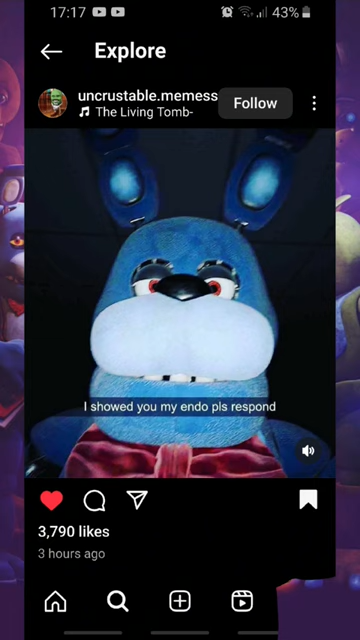 17:17
43%
Explore
uncrustable.memess
Follow
The Living Tomb-
I showed you my endo pls respond
3,790 likes
3 hours ago